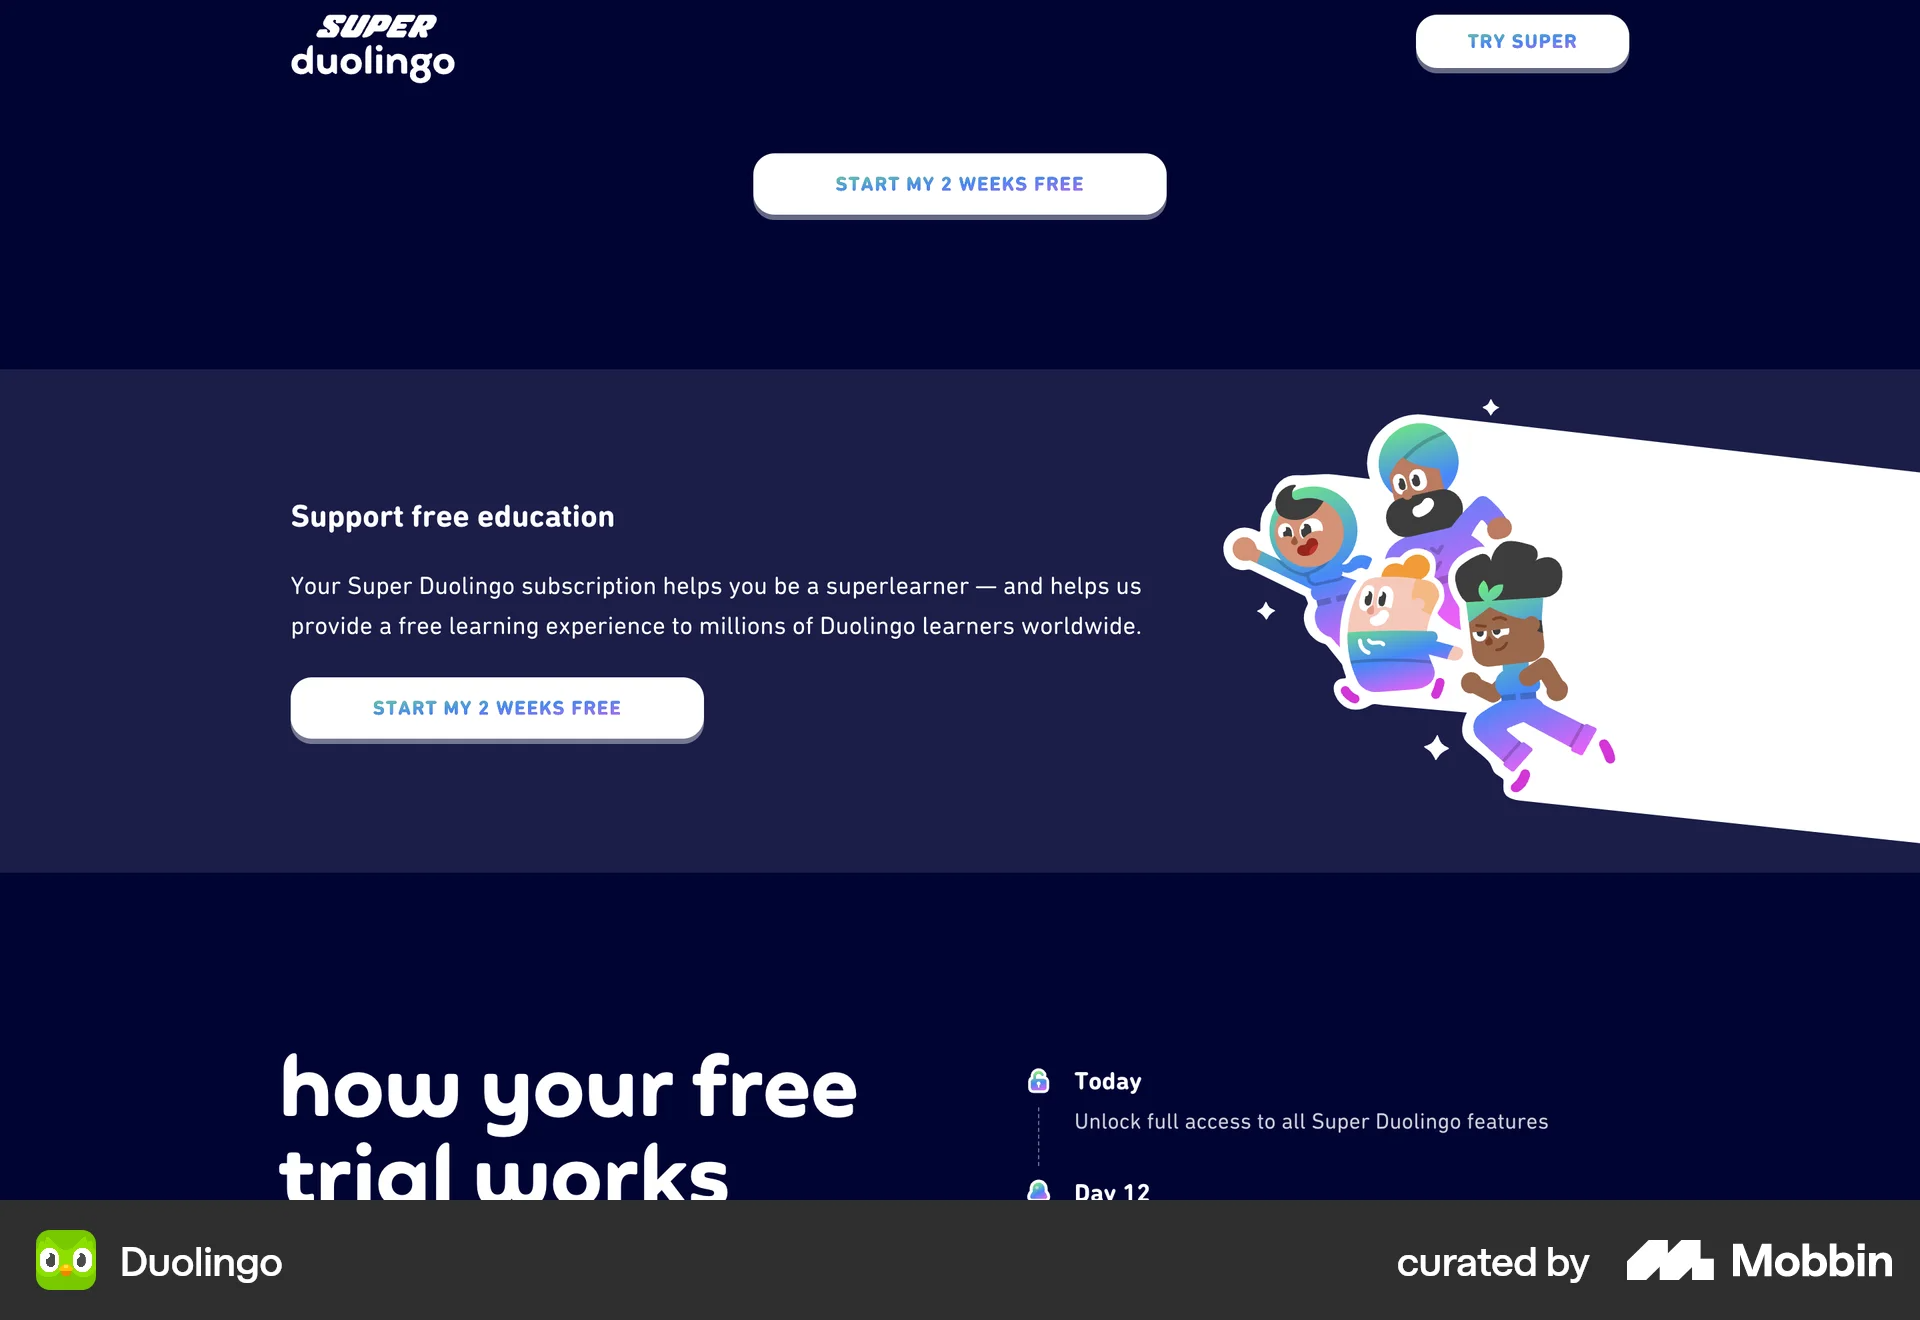 SUPER
duolingo
TRY SUPER
START MY 2 WEEKS FREE
Support free education
Your Super Duolingo subscription helps you be a superlearner — and helps us
provide a free learning experience to millions of Duolingo learners worldwide.
START MY 2 WEEKS FREE
how your free
trial works
Today
Unlock full access to all Super Duolingo features
Day 12
Duolingo
curated by Mobbin